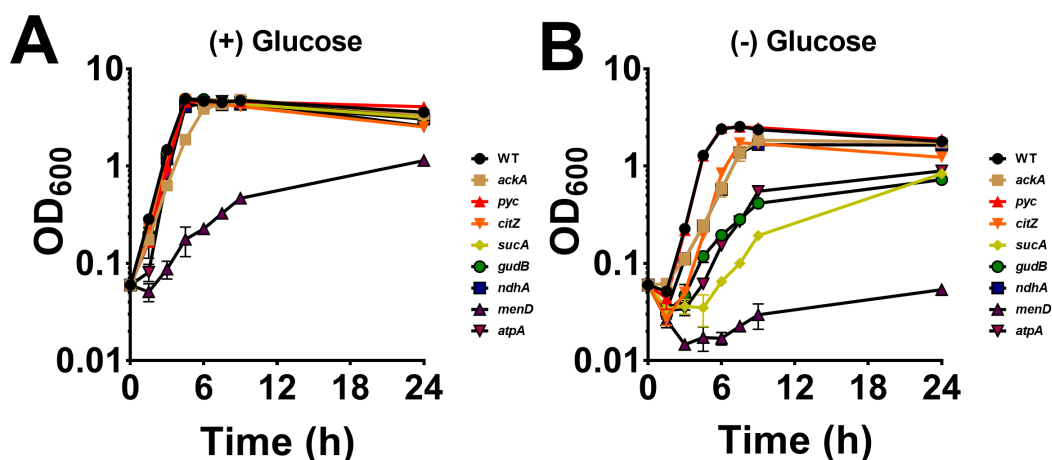 A
(+) Glucose
OD600
10
1
0.1
0.01
0
6
12
18
24
Time (h)
WT
ackA
pyc
citZ
sucA
gudB
ndhA
menD
atpA
B
(-) Glucose
OD600
10
1
0.1
0.01
0
6
12
18
24
Time (h)
WT
ackA
pyc
citZ
sucA
gudB
ndhA
menD
atpA